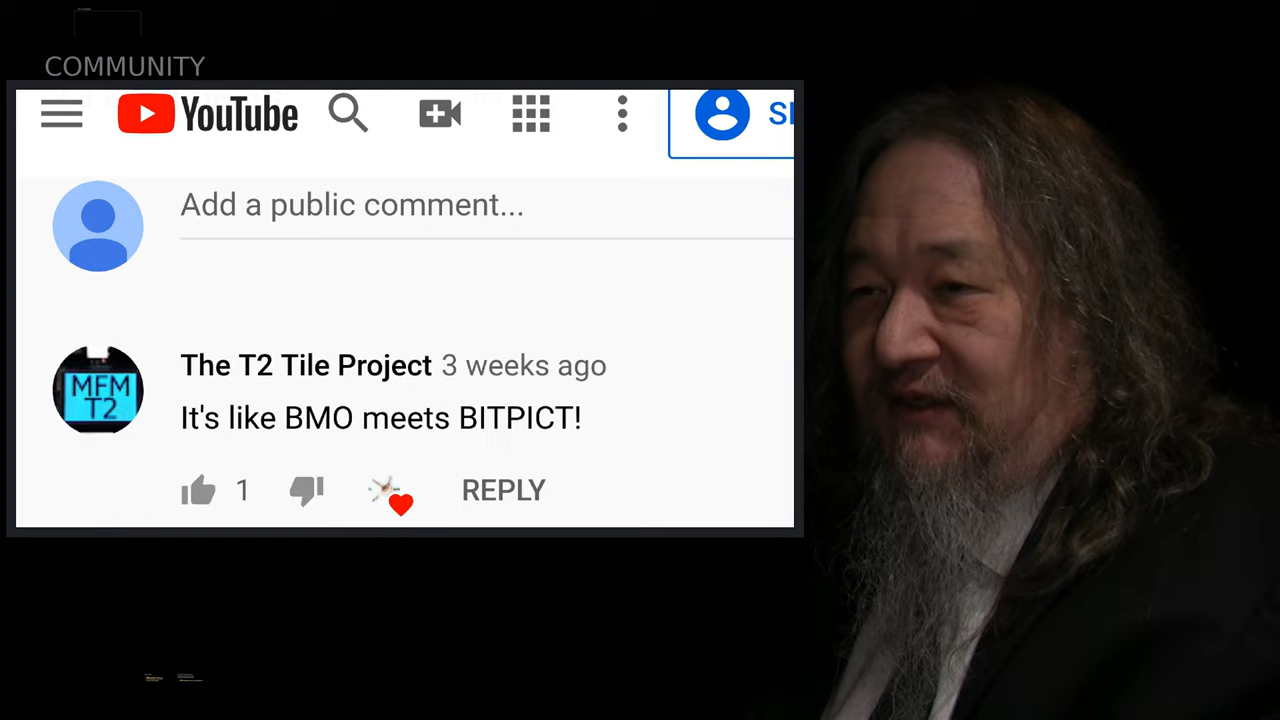 COMMUNITY
YouTube
Add a public comment...
The T2 Tile Project 3 weeks ago
It's like BMO meets BITPICT!
MFM
T2
1
REPLY